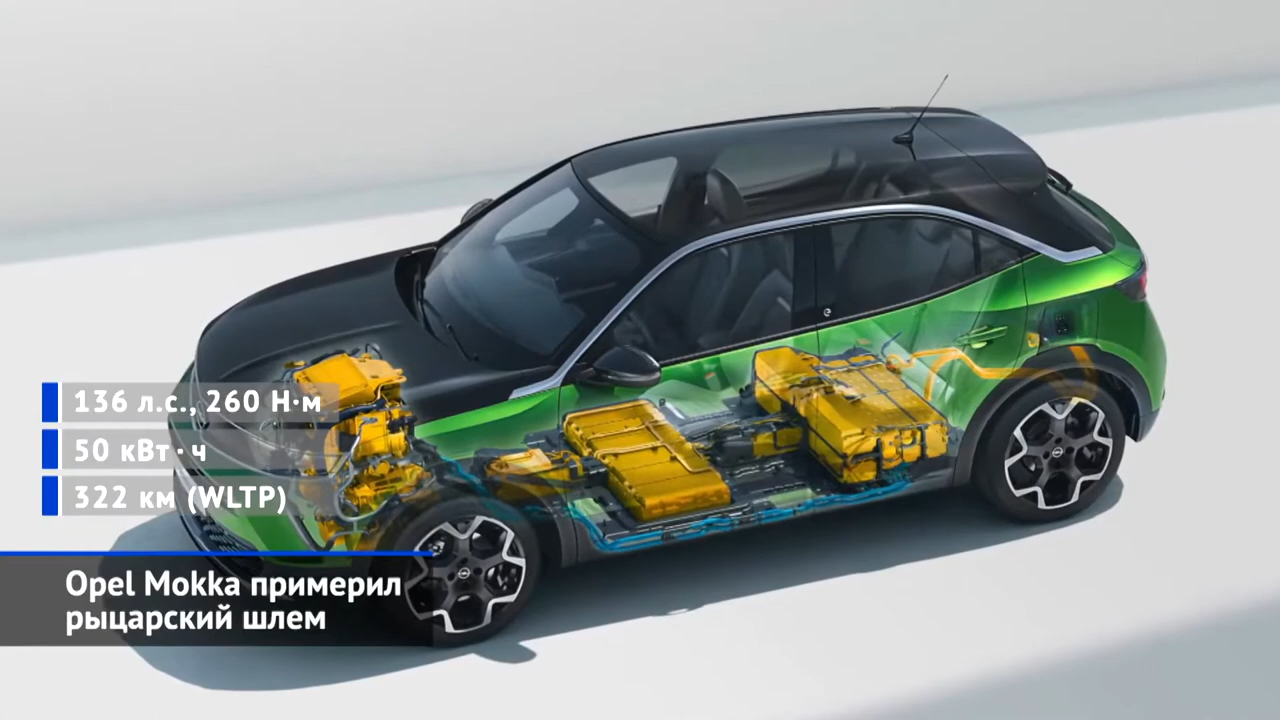 136 л.с., 260 Н·м
50 кВт·ч
322 км (WLTP)
Opel Mokka примерил
рыцарский шлем